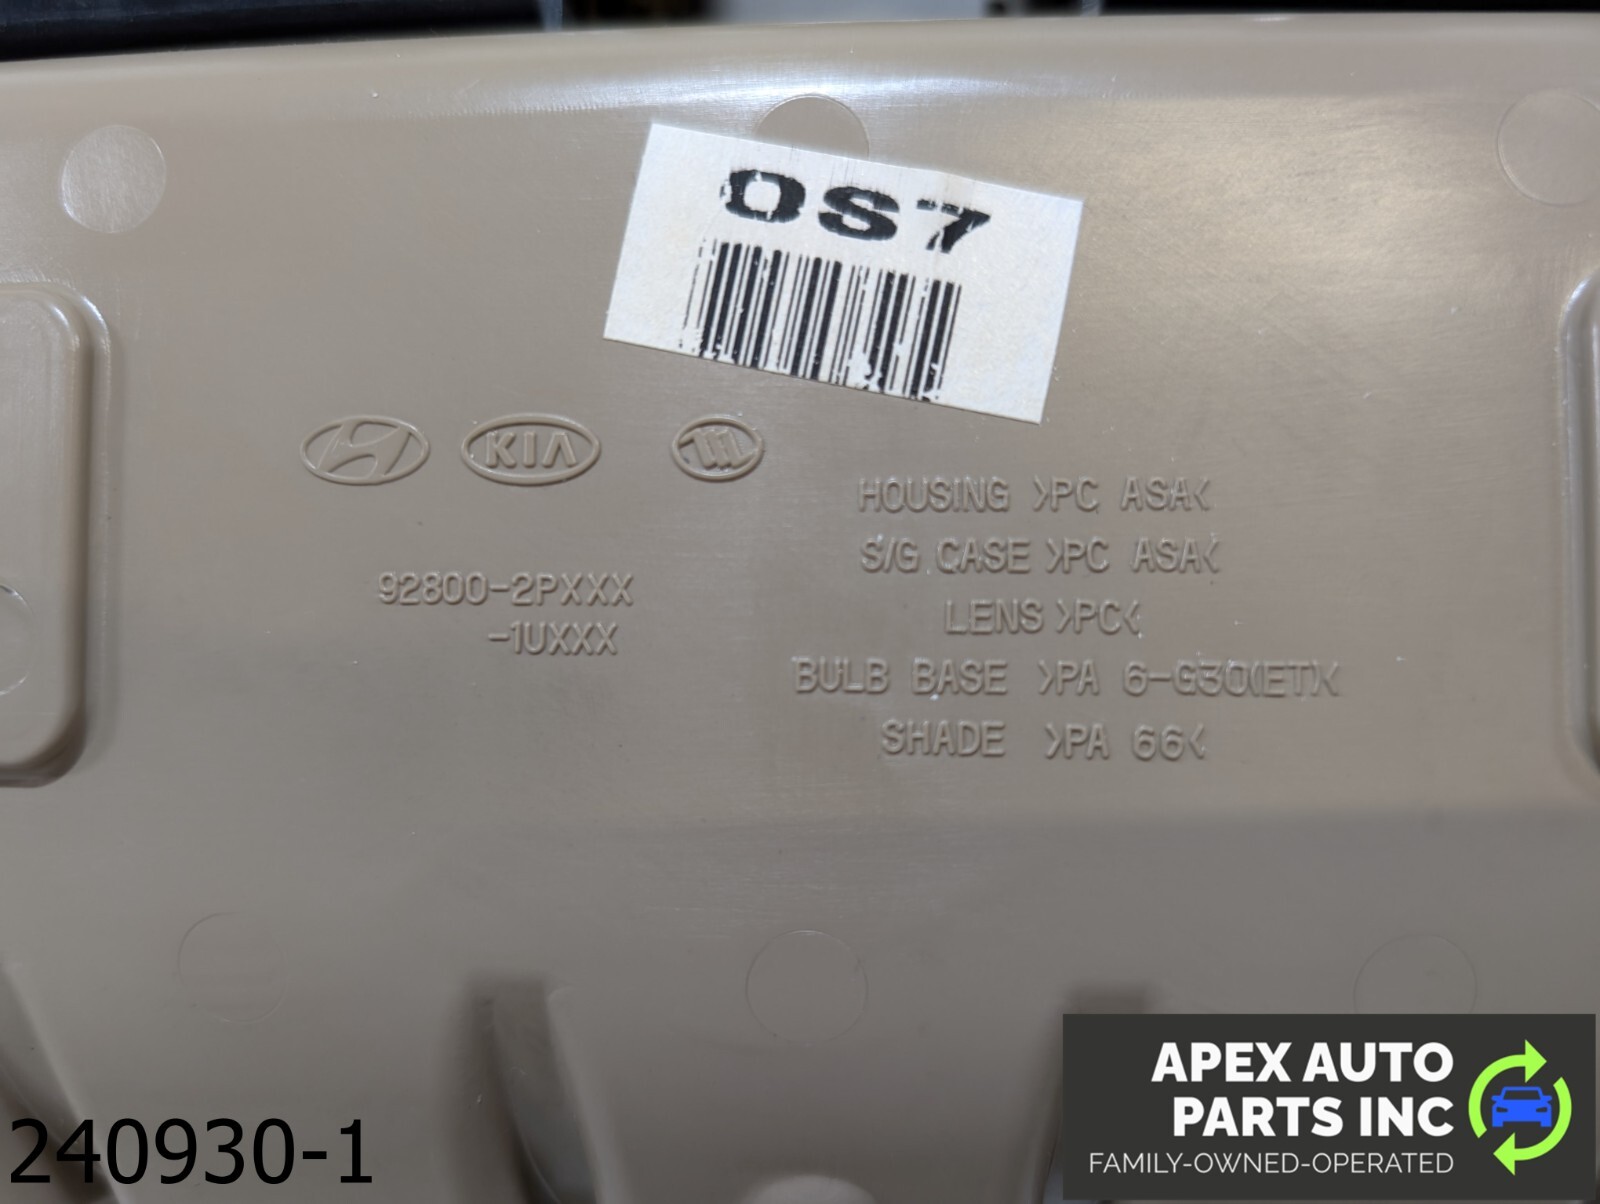 OS7
KIA
HOUSING >PC ASA<
S/G CASE >PC ASA<
92800-2PXXX
-1UXXX
LENS >PC<
BULB BASE >PA 6-G30(ET)<
SHADE >PA 66<
APEX AUTO
PARTS INC
FAMILY-OWNED-OPERATED
240930-1